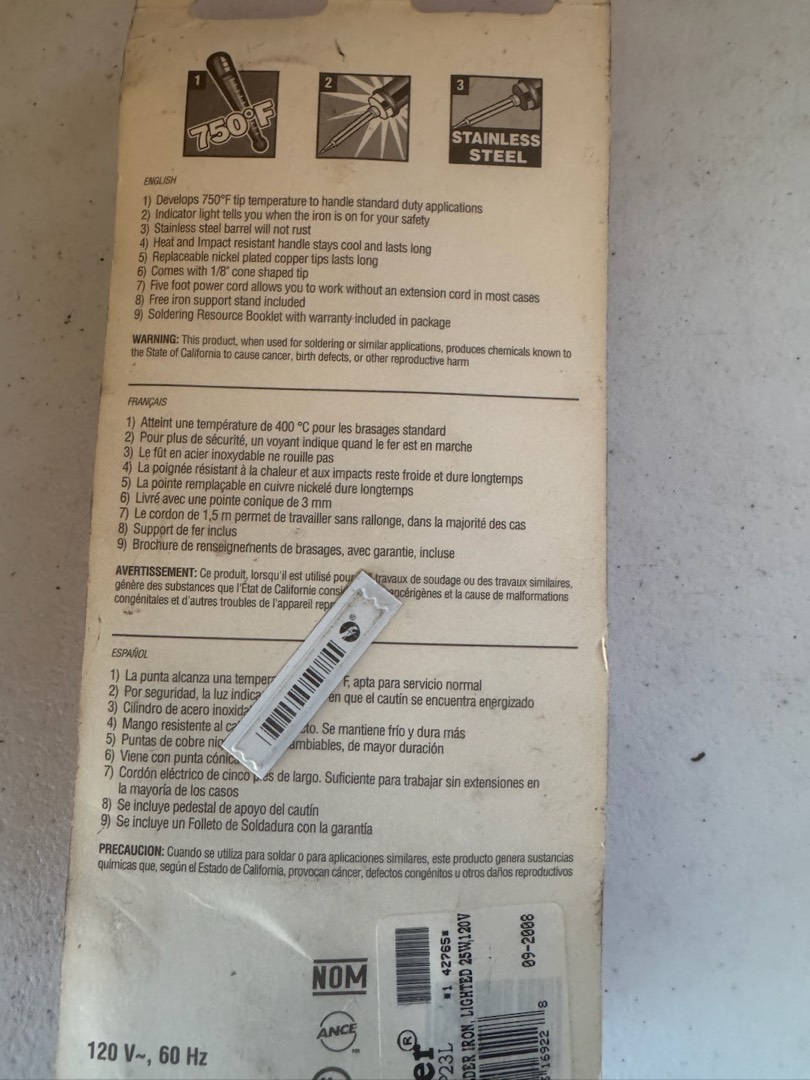 1
750°F
2
3
STAINLESS
STEEL
ENGLISH
1) Develops 750°F tip temperature to handle standard duty applications
2) Indicator light tells you when the iron is on for your safety
3) Stainless steel barrel will not rust
4) Heat and Impact resistant handle stays cool and lasts long
5) Replaceable nickel plated copper tips lasts long
6) Comes with 1/8" cone shaped tip
7) Five foot power cord allows you to work without an extension cord in most cases
8) Free iron support stand included
9) Soldering Resource Booklet with warranty included in package
WARNING: This product, when used for soldering or similar applications, produces chemicals known to
the State of California to cause cancer, birth defects, or other reproductive harm
FRANÇAIS
1) Atteint une température de 400 °C pour les brasages standard
2) Pour plus de sécurité, un voyant indique quand le fer est en marche
3) Le fût en acier inoxydable ne rouille pas
4) La poignée résistant à la chaleur et aux impacts reste froide et dure longtemps
5) La pointe remplaçable en cuivre nickelé dure longtemps
6) Livré avec une pointe conique de 3 mm
7) Le cordon de 1,5 m permet de travailler sans rallonge, dans la majorité des cas
8) Support de fer inclus
9) Brochure de renseignements de brasages, avec garantie, incluse
AVERTISSEMENT: Ce produit, lorsqu'il est utilisé pour travaux de soudage ou des travaux similaires,
génère des substances que l'État de Californie cancérigènes et la cause de malformations
congénitales et d'autres troubles de l'appareil
ESPAÑOL
1) La punta alcanza una F, apta para servicio normal
2) Por seguridad, la luz indica en que el cautín se encuentra energizado
3) Cilindro de acero
4) Mango resistente al Se mantiene frío y dura más
5) Puntas de cobre de mayor duración
6) Viene con punta
7) Cordón eléctrico de cinco de largo. Suficiente para trabajar sin extensiones en
la mayoría de los casos
8) Se incluye pedestal de apoyo del cautín
9) Se incluye un Folleto de Soldadura con la garantía
PRECAUCION: Cuando se utiliza para soldar o para aplicaciones similares, este producto genera sustancias
químicas que, según el Estado de California, provocan cáncer, defectos congénitos u otros daños reproductivos
NOM
ANCE
120 V~, 60 Hz
er®
P23L
#1 42765#
DER IRON, LIGHTED 25W,120V
09-2008
16922 8